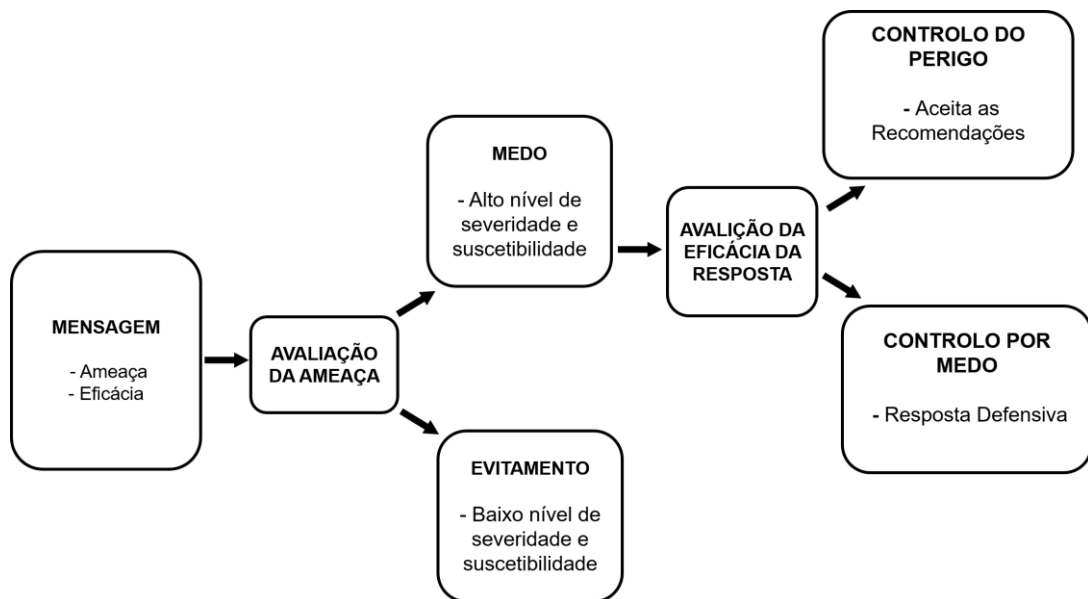 MENSAGEM
- Ameaça
- Eficácia
AVALIAÇÃO
DA AMEAÇA
MEDO
- Alto nível de
severidade e
suscetibilidade
EVITAMENTO
- Baixo nível de
severidade e
suscetibilidade
AVALIÇÃO DA
EFICÁCIA DA
RESPOSTA
CONTROLO DO
PERIGO
- Aceita as
Recomendações
CONTROLO POR
MEDO
- Resposta Defensiva